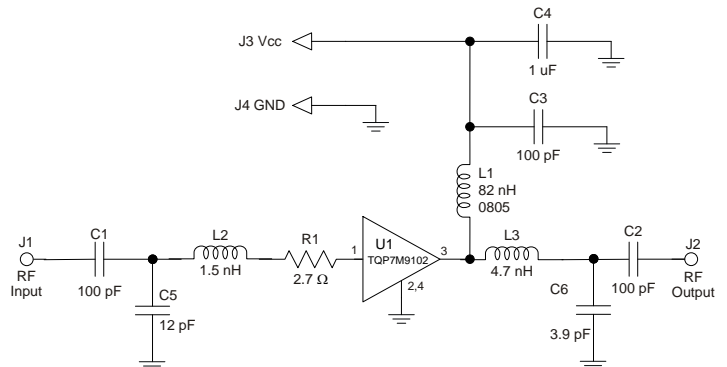 C4
J3 Vcc
1 uF
J4 GND
C3
100 pF
L1
82 nH
0805
J1
C1
L2
R1
1
U1
TQP7M9102
3
L3
C2
J2
RF
Input
100 pF
C5
12 pF
1.5 nH
2.7 Ω
2,4
4.7 nH
C6
3.9 pF
100 pF
RF
Output